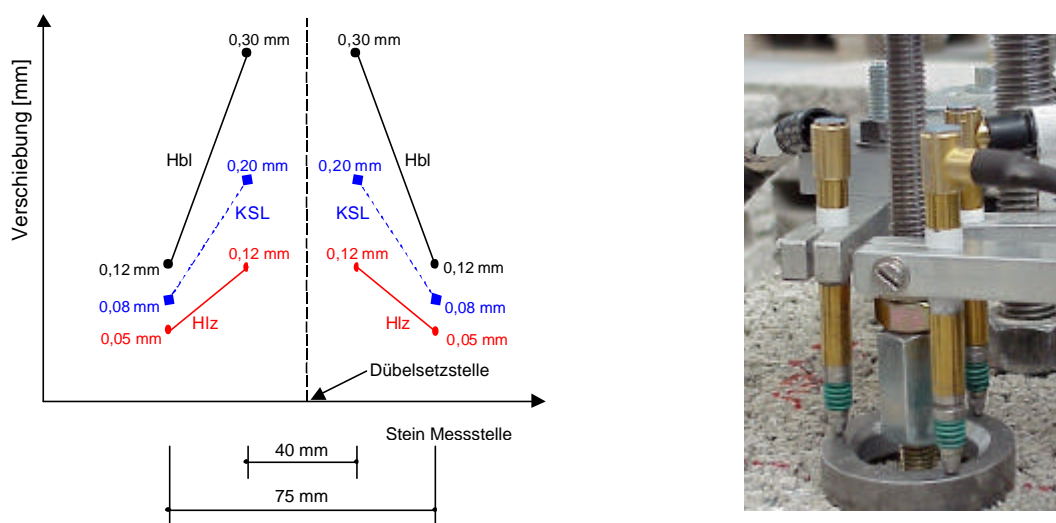 0,30 mm
0,30 mm
Verschiebung [mm]
Hbl
Hbl
0,20 mm
0,20 mm
KSL
KSL
0,12 mm
0,12 mm
0,12 mm
0,12 mm
0,08 mm
0,08 mm
Hlz
Hlz
0,05 mm
0,05 mm
Dübelsetzstelle
Stein Messstelle
40 mm
75 mm